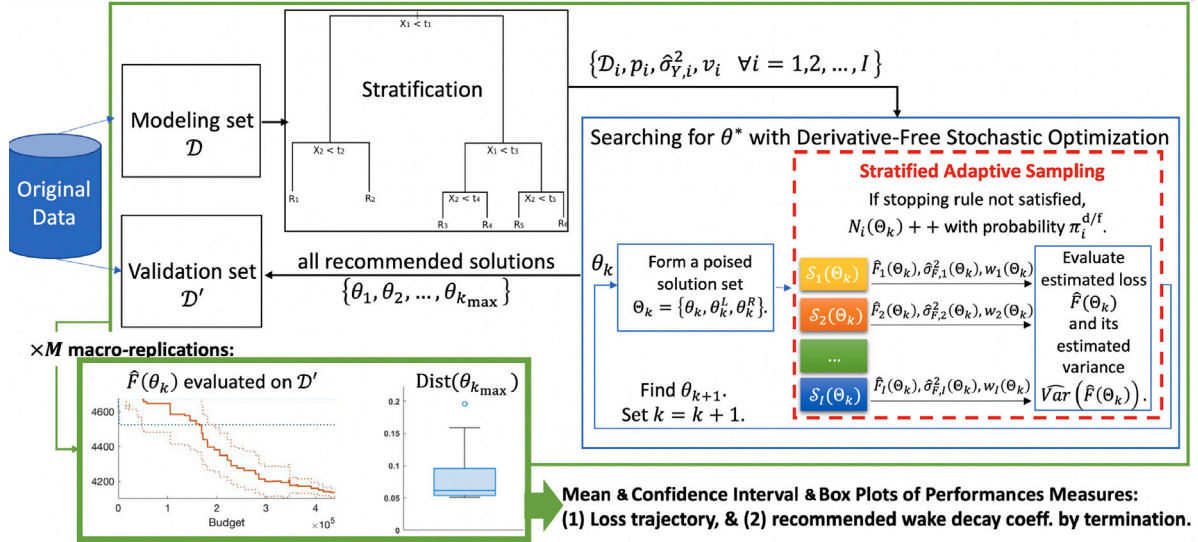 Original
Data
Modeling set
𝒟
Validation set
𝒟′
Stratification
X₁ < t₁
X₂ < t₂
X₁ < t₃
R₁
R₂
X₂ < t₄
X₂ < t₅
R₃
R₄
R₅
R₆
{𝒟ᵢ, pᵢ, σ̂²_{Y,i}, vᵢ ∀i = 1,2, …, I}
all recommended solutions
{θ₁, θ₂, …, θ_{k_max}}
Searching for θ* with Derivative-Free Stochastic Optimization
Stratified Adaptive Sampling
If stopping rule not satisfied,
Nᵢ(Θₖ) + + with probability πᵢ^{d/f}.
θₖ
Form a poised
solution set
Θₖ = {θₖ, θₖᴸ, θₖᴿ}.
𝒮₁(Θₖ)
F̂₁(Θₖ), σ̂²_{F,1}(Θₖ), w₁(Θₖ)
𝒮₂(Θₖ)
F̂₂(Θₖ), σ̂²_{F,2}(Θₖ), w₂(Θₖ)
...
𝒮_I(Θₖ)
F̂_I(Θₖ), σ̂²_{F,I}(Θₖ), w_I(Θₖ)
Evaluate
estimated loss
F̂(Θₖ)
and its
estimated
variance
V̂ar(F̂(Θₖ)).
Find θₖ₊₁.
Set k = k + 1.
×M macro-replications:
F̂(θₖ) evaluated on 𝒟′
4600
4400
4200
0
1
2
3
4
Budget
×10⁵
Dist(θ_{k_max})
0.2
0.15
0.1
0.05
0
Mean & Confidence Interval & Box Plots of Performances Measures:
(1) Loss trajectory, & (2) recommended wake decay coeff. by termination.